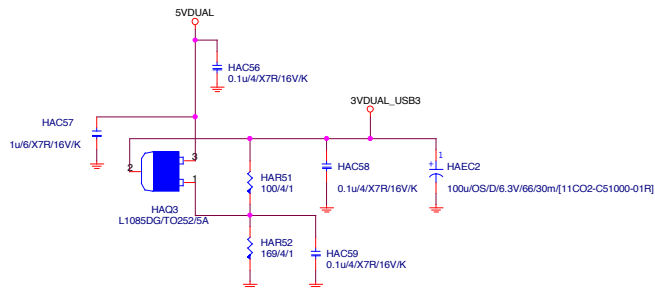 5VDUAL
HAC56
0.1u/4/X7R/16V/K
3VDUAL_USB3
HAC57
1u/6/X7R/16V/K
2
3
1
HAQ3
L1085DG/TO252/5A
HAR51
100/4/1
HAC58
0.1u/4/X7R/16V/K
1
+
HAEC2
100u/OS/D/6.3V/66/30m/[11CO2-C51000-01R]
HAR52
169/4/1
HAC59
0.1u/4/X7R/16V/K